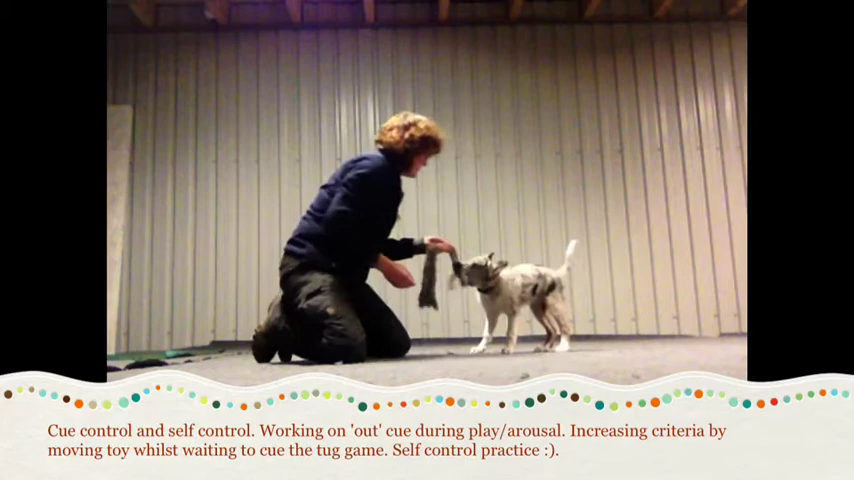 Cue control and self control. Working on 'out' cue during play/arousal. Increasing criteria by
moving toy whilst waiting to cue the tug game. Self control practice :).